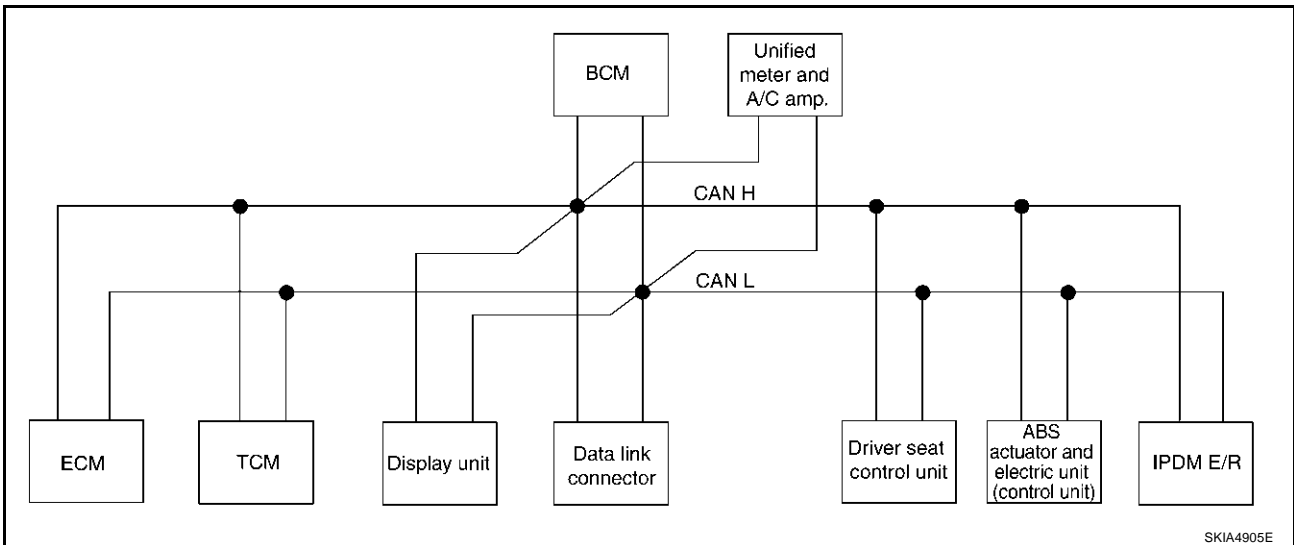 BCM
Unified
meter and
A/C amp.
CAN H
CAN L
ECM
TCM
Display unit
Data link
connector
Driver seat
control unit
ABS
actuator and
electric unit
(control unit)
IPDM E/R
SKIA4905E